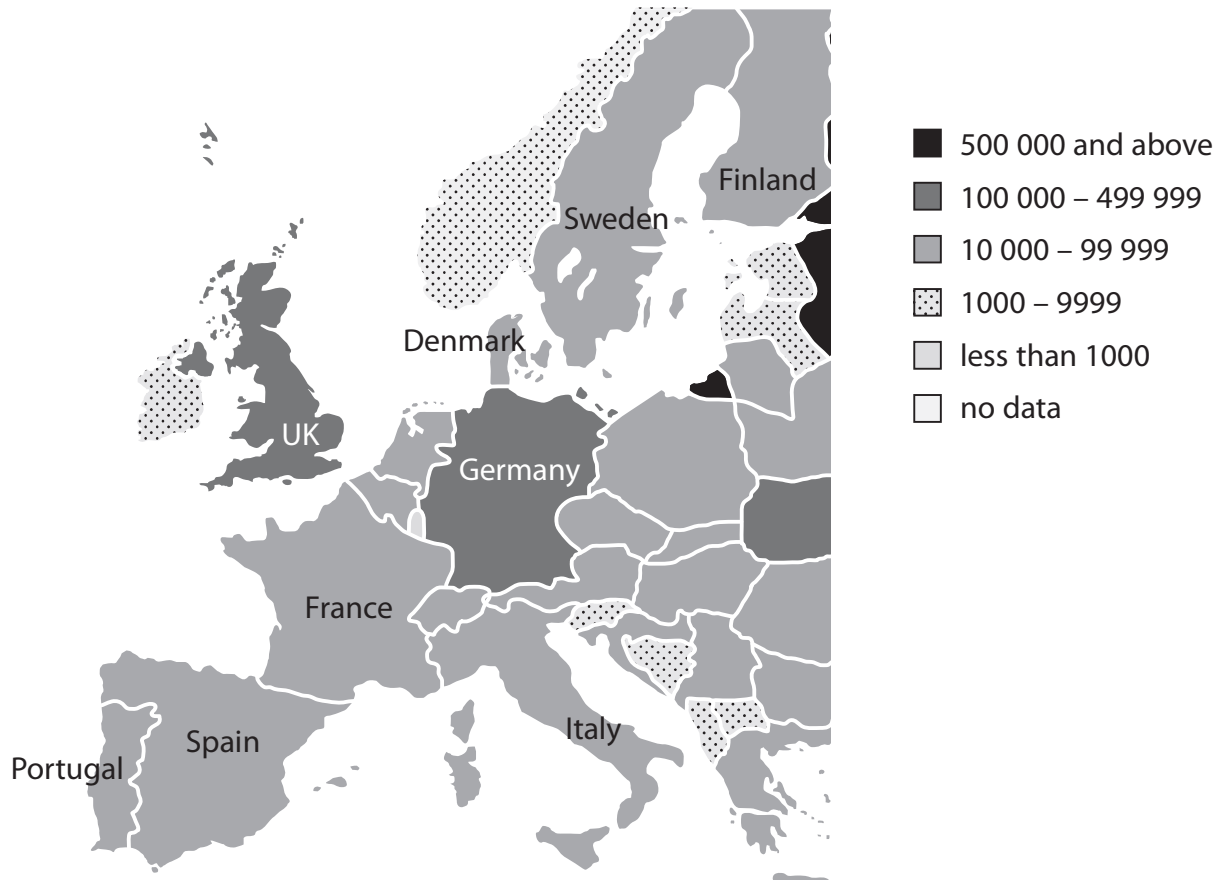 Finland
Sweden
Denmark
UK
Germany
France
Spain
Italy
Portugal
500 000 and above
100 000 – 499 999
10 000 – 99 999
1000 – 9999
less than 1000
no data